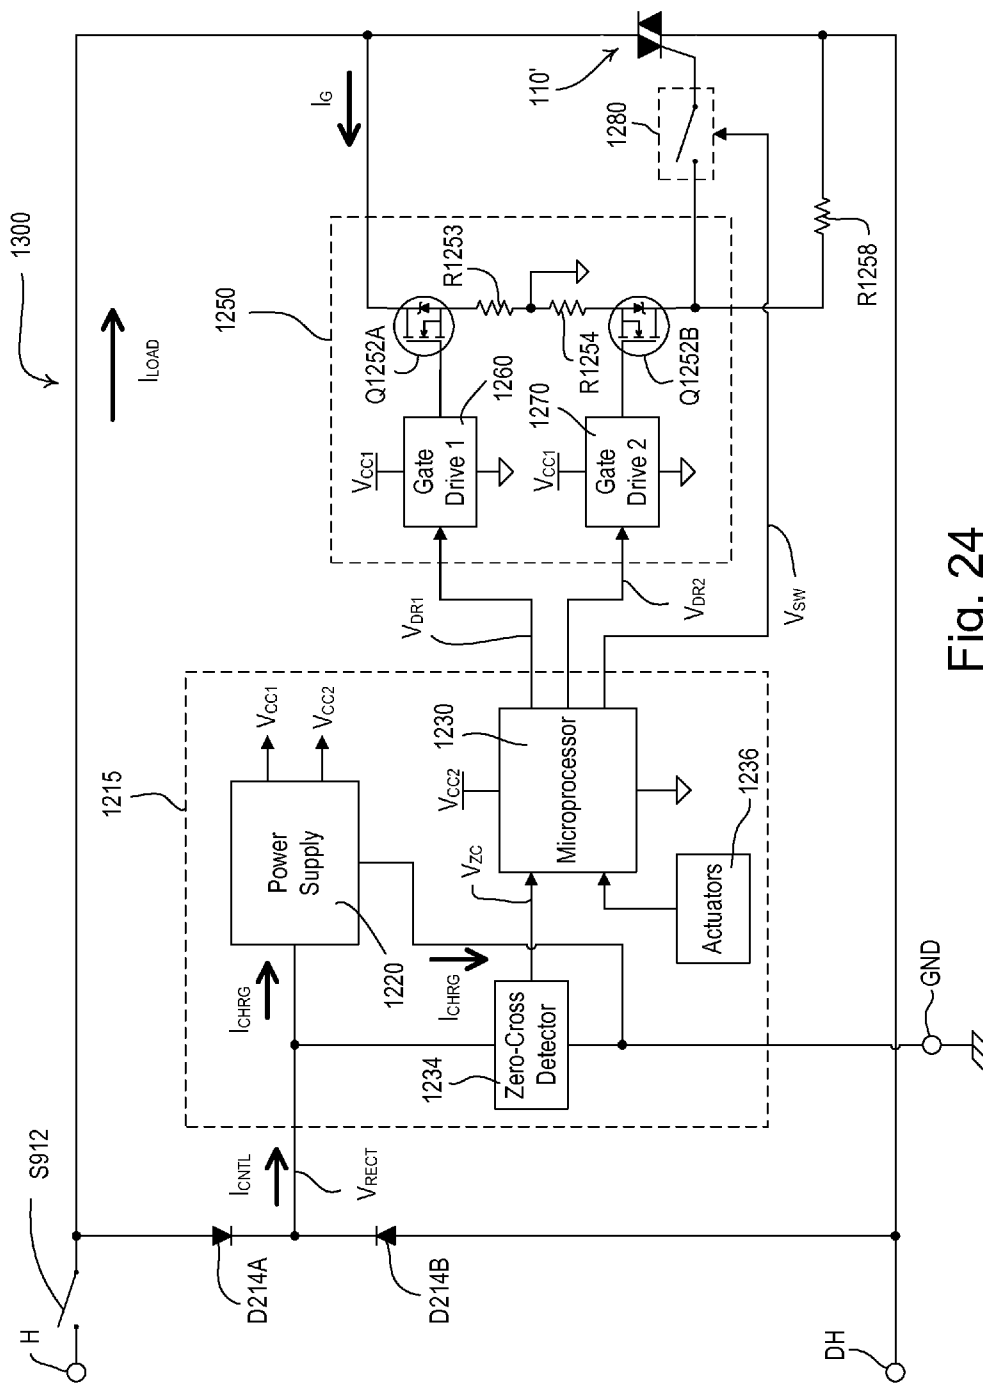 1300
I_LOAD
S912
H
I_G
110'
1280
1250
Q1252A
R1253
R1254
Q1252B
R1258
V_CC1
Gate
Drive 1
1260
V_CC1
Gate
Drive 2
1270
V_DR1
V_DR2
V_SW
1215
V_CC1
V_CC2
Power
Supply
1220
I_CHRG
I_CHRG
V_CC2
Microprocessor
1230
V_ZC
Actuators
1236
Zero-Cross
Detector
1234
I_CNTL
V_RECT
D214A
D214B
DH
GND
Fig. 24